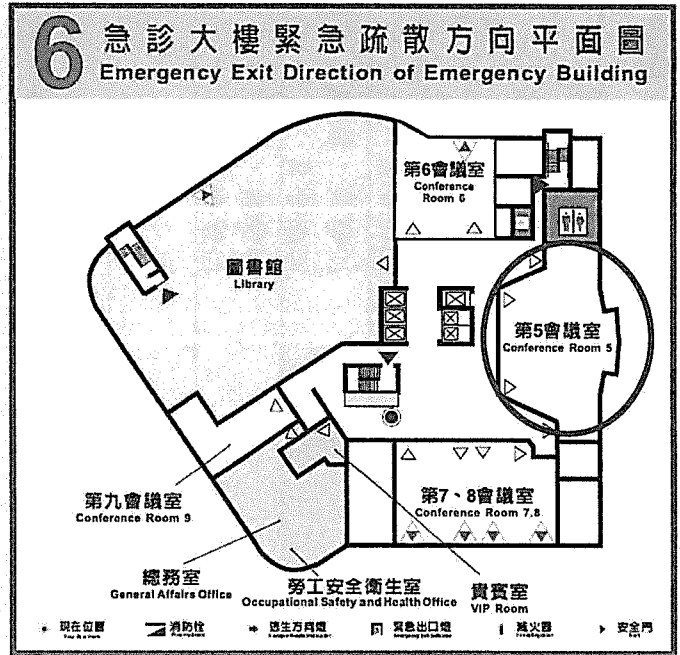 6
急診大樓緊急疏散方向平面圖
Emergency Exit Direction of Emergency Building
第6會議室
Conference
Room 6
圖書館
Library
第5會議室
Conference Room 5
第7、8會議室
Conference Room 7.8
第九會議室
Conference Room 9
總務室
General Affairs Office
勞工安全衛生室
Occupational Safety and Health Office
貴賓室
VIP Room
現在位置
消防栓
逃生方向燈
緊急出口燈
滅火器
安全門